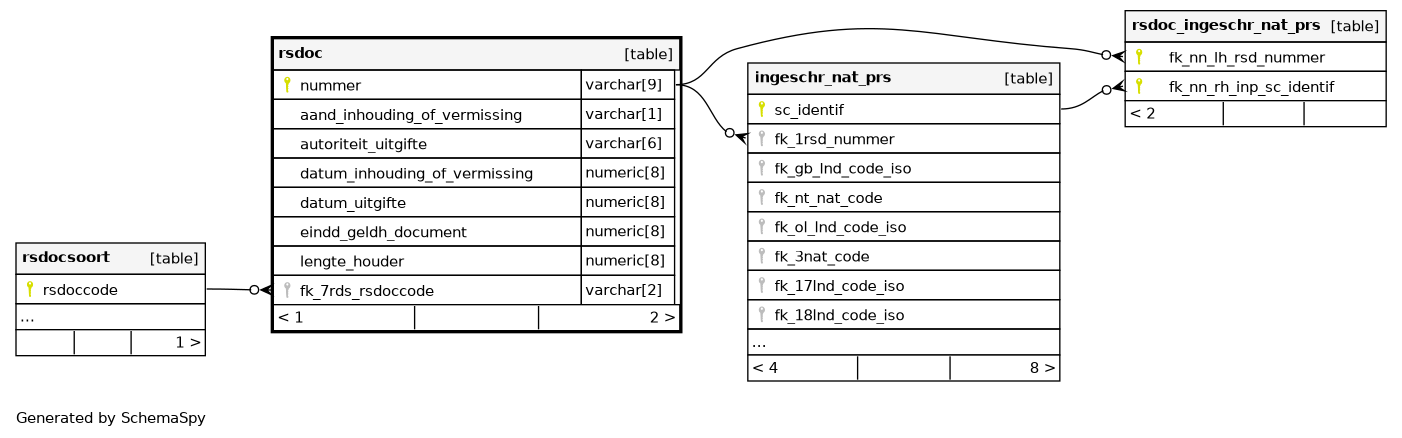 rsdocsoort [table]
rsdoccode
...
1 >
rsdoc [table]
nummer varchar[9]
aand_inhouding_of_vermissing varchar[1]
autoriteit_uitgifte varchar[6]
datum_inhouding_of_vermissing numeric[8]
datum_uitgifte numeric[8]
eindd_geldh_document numeric[8]
lengte_houder numeric[8]
fk_7rds_rsdoccode varchar[2]
< 1 2 >
ingeschr_nat_prs [table]
sc_identif
fk_1rsd_nummer
fk_gb_lnd_code_iso
fk_nt_nat_code
fk_ol_lnd_code_iso
fk_3nat_code
fk_17lnd_code_iso
fk_18lnd_code_iso
...
< 4 8 >
rsdoc_ingeschr_nat_prs [table]
fk_nn_lh_rsd_nummer
fk_nn_rh_inp_sc_identif
< 2
Generated by SchemaSpy